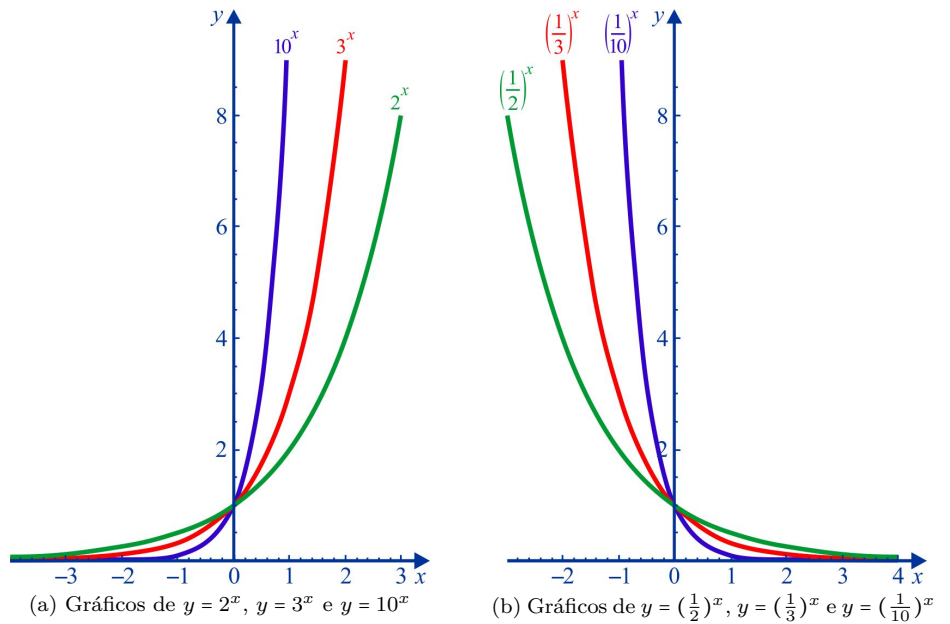 y
10^x
3^x
2^x
8
6
4
2
−3 −2 −1 0 1 2 3 x
(a) Gráficos de y = 2^x, y = 3^x e y = 10^x
y
(1/3)^x
(1/10)^x
(1/2)^x
8
6
4
2
−2 −1 0 1 2 3 4 x
(b) Gráficos de y = (1/2)^x, y = (1/3)^x e y = (1/10)^x